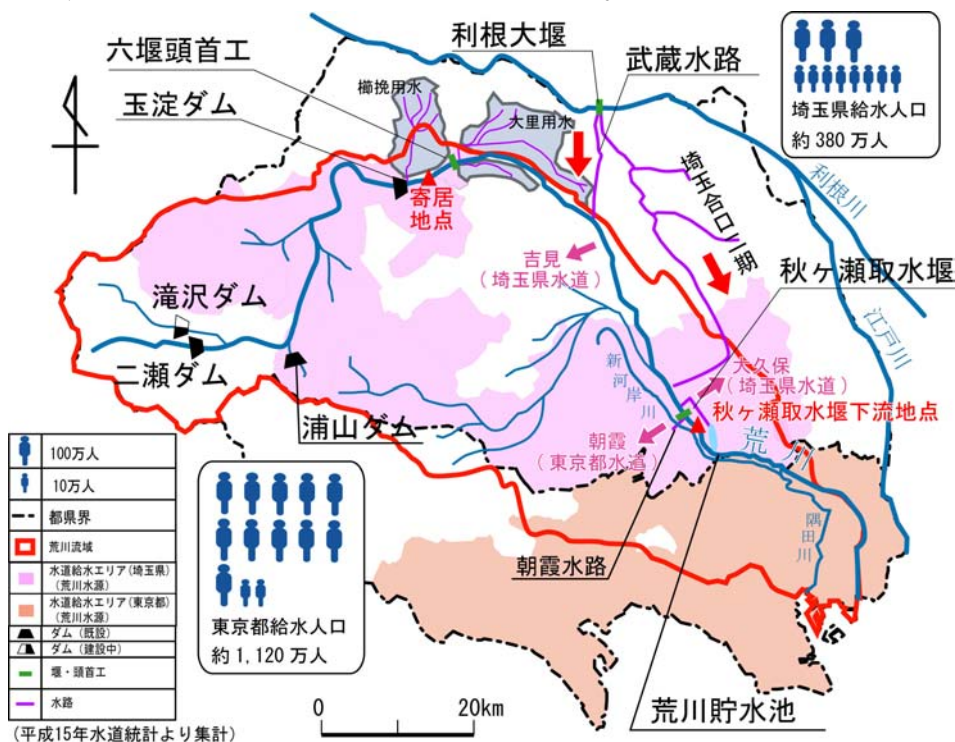 利根大堰
武蔵水路
六堰頭首工
櫛挽用水
玉淀ダム
大里用水
埼玉県給水人口
約380万人
埼玉合口二期
利根川
寄居
地点
吉見
(埼玉県水道)
秋ヶ瀬取水堰
江戸川
滝沢ダム
二瀬ダム
新河岸川
大久保
(埼玉県水道)
秋ヶ瀬取水堰下流地点
浦山ダム
朝霞
(東京都水道)
荒川
隅田川
朝霞水路
荒川貯水池
東京都給水人口
約1,120万人
100万人
10万人
都県界
荒川流域
水道給水エリア(埼玉県)
(荒川水源)
水道給水エリア(東京都)
(荒川水源)
ダム(既設)
ダム(建設中)
堰・頭首工
水路
(平成15年水道統計より集計)
0
20km